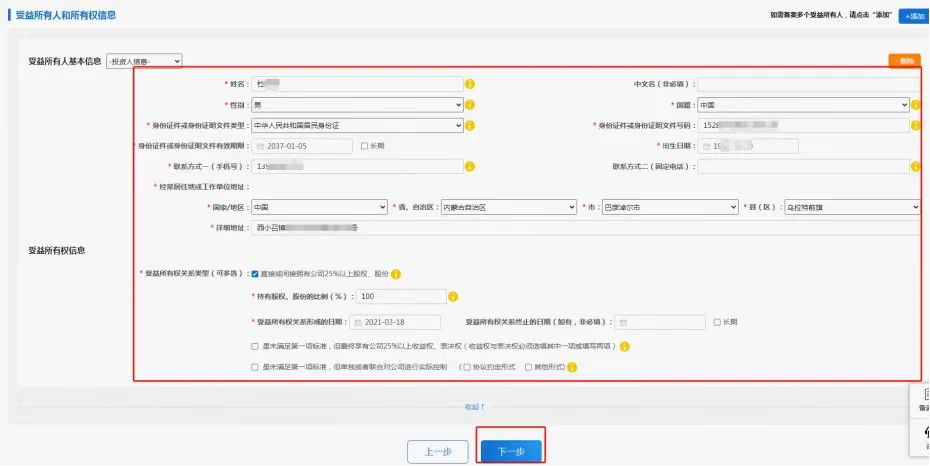 受益所有人和所有权信息 如需备案多个受益所有人，请点击“添加” +添加
受益所有人基本信息 -投资人信息- -删除
* 姓名： 中文名（非必填）：
* 性别： 男 * 国籍： 中国
* 身份证件或身份证明文件类型： 中华人民共和国居民身份证 * 身份证件或身份证明文件号码： 1528
* 身份证件或身份证明文件有效期限： 2037-01-05 长期 * 出生日期： 19
* 联系方式一（手机号）： 139 联系方式二（固定电话）：
* 经常居住地或工作单位地址：
* 国家/地区： 中国 * 省、自治区： 内蒙古自治区 * 市： 巴彦淖尔市 * 县（区）： 乌拉特前旗
* 详细地址： 西小召镇
受益所有权信息
* 受益所有权关系类型（可多选）： 直接或间接拥有公司25%以上股权、股份
* 持有股权、股份的比例（%）： 100
* 受益所有权关系形成的日期： 2021-03-18 受益所有权关系终止的日期（如有，非必填）： 长期
虽未满足第一项标准，但最终享有公司25%以上收益权、表决权（收益权与表决权必须选填其中一项或填写两项）
虽未满足第一项标准，但单独或者联合对公司进行实际控制 （ 协议约定形式 其他形式）
收起↑
上一步 下一步